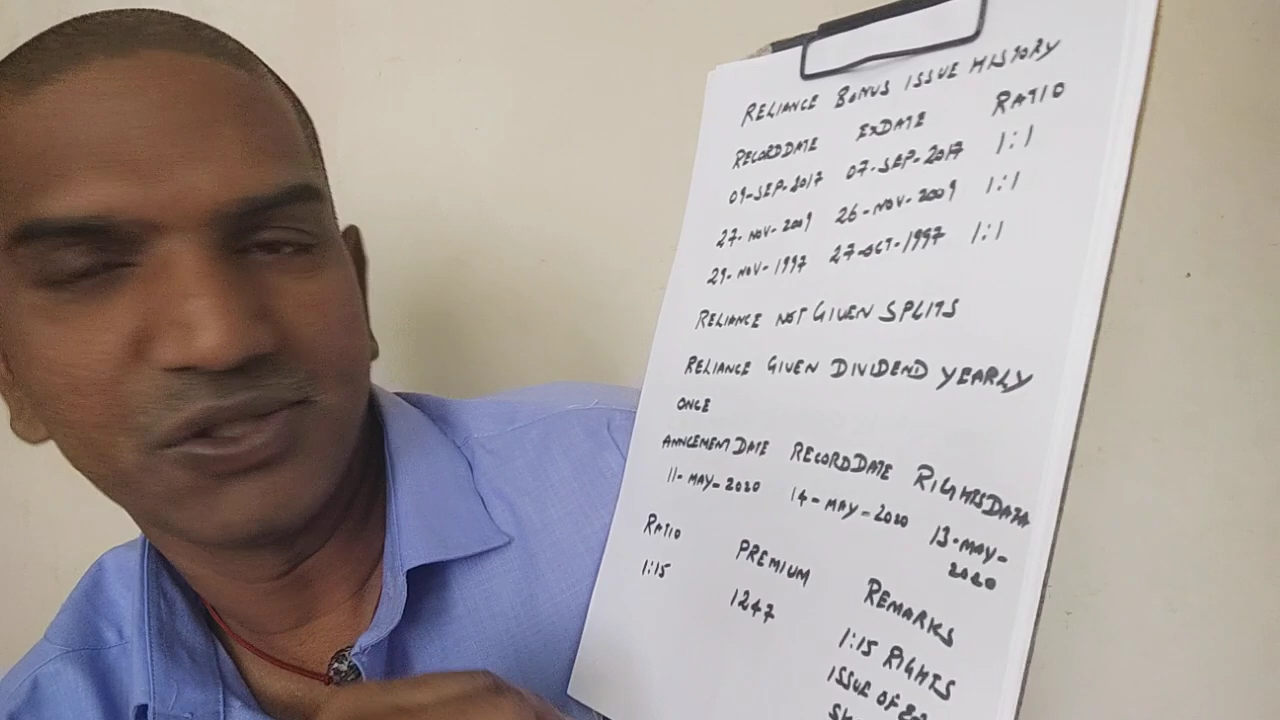 RELIANCE BONUS ISSUE HISTORY
RECORDDATE EXDATE RATIO
09-SEP-2017 07-SEP-2017 1:1
27-NOV-2009 26-NOV-2009 1:1
29-NOV-1997 27-OCT-1997 1:1
RELIANCE NOT GIVEN SPLITS
RELIANCE GIVEN DIVIDEND YEARLY
ONCE
ANNCEMENT DATE RECORDDATE RIGHTSDATA
11-MAY-2020 14-MAY-2020 13-MAY-
2020
RATIO PREMIUM REMARKS
1:15 1247 1:15 RIGHTS
ISSUE OF